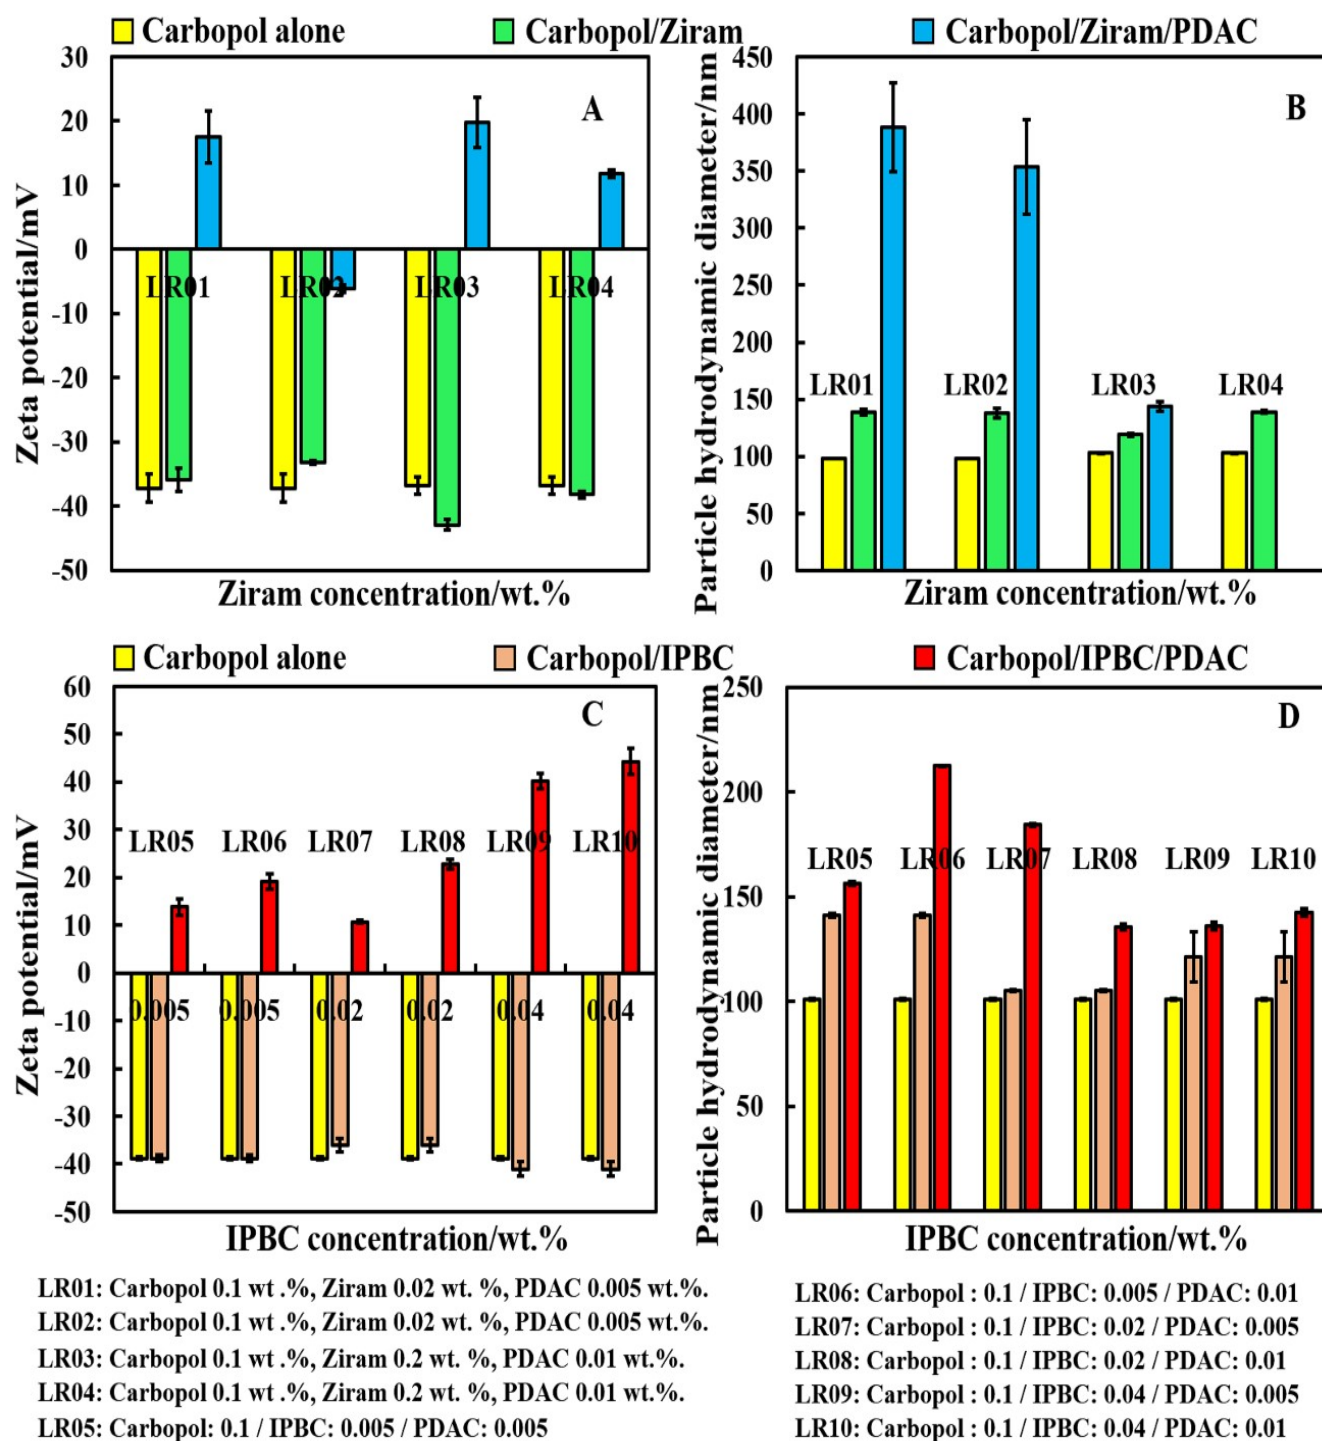 Carbopol alone Carbopol/Ziram Carbopol/Ziram/PDAC
A
Zeta potential/mV
30
20
10
0
-10
-20
-30
-40
-50
LR01 LR02 LR03 LR04
Ziram concentration/wt.%
B
Particle hydrodynamic diameter/nm
450
400
350
300
250
200
150
100
50
0
LR01 LR02 LR03 LR04
Ziram concentration/wt.%
Carbopol alone Carbopol/IPBC Carbopol/IPBC/PDAC
C
Zeta potential/mV
60
50
40
30
20
10
0
-10
-20
-30
-40
-50
LR05 LR06 LR07 LR08 LR09 LR10
0.005 0.005 0.02 0.02 0.04 0.04
IPBC concentration/wt.%
D
Particle hydrodynamic diameter/nm
250
200
150
100
50
0
LR05 LR06 LR07 LR08 LR09 LR10
IPBC concentration/wt.%
LR01: Carbopol 0.1 wt .%, Ziram 0.02 wt. %, PDAC 0.005 wt.%.
LR02: Carbopol 0.1 wt .%, Ziram 0.02 wt. %, PDAC 0.005 wt.%.
LR03: Carbopol 0.1 wt .%, Ziram 0.2 wt. %, PDAC 0.01 wt.%.
LR04: Carbopol 0.1 wt .%, Ziram 0.2 wt. %, PDAC 0.01 wt.%.
LR05: Carbopol: 0.1 / IPBC: 0.005 / PDAC: 0.005
LR06: Carbopol : 0.1 / IPBC: 0.005 / PDAC: 0.01
LR07: Carbopol : 0.1 / IPBC: 0.02 / PDAC: 0.005
LR08: Carbopol : 0.1 / IPBC: 0.02 / PDAC: 0.01
LR09: Carbopol : 0.1 / IPBC: 0.04 / PDAC: 0.005
LR10: Carbopol : 0.1 / IPBC: 0.04 / PDAC: 0.01